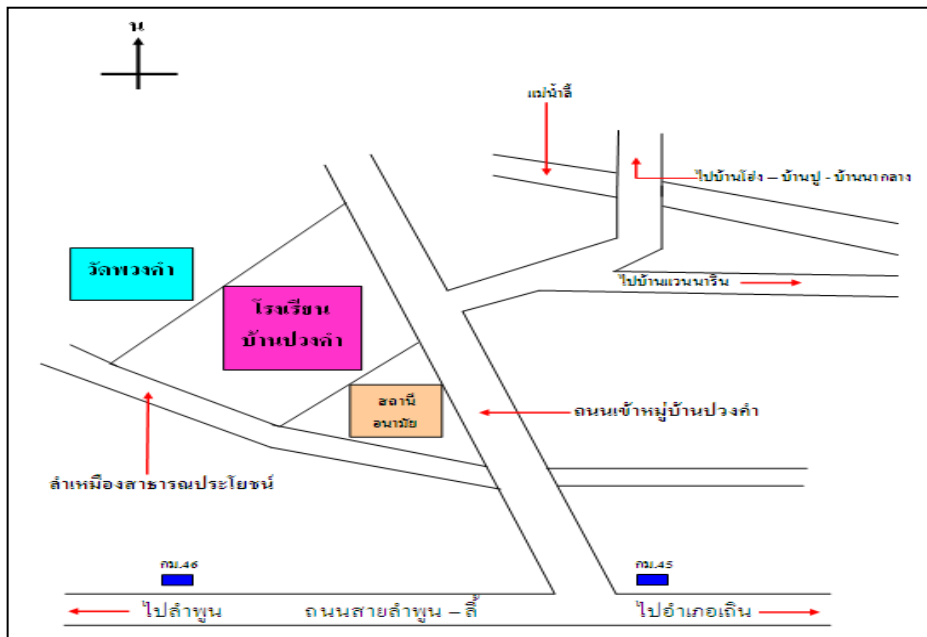 น
แม่น้ำลี้
ไปบ้านโฮ่ง – บ้านปู - บ้านนากลาง
วัดพวงคำ
โรงเรียน
บ้านปวงคำ
ไปบ้านแวนนาริน
สถานี
อนามัย
ถนนเข้าหมู่บ้านปวงคำ
ลำเหมืองสาธารณประโยชน์
กม.46
กม.45
ไปลำพูน
ถนนสายลำพูน – ลี้
ไปอำเภอเถิน